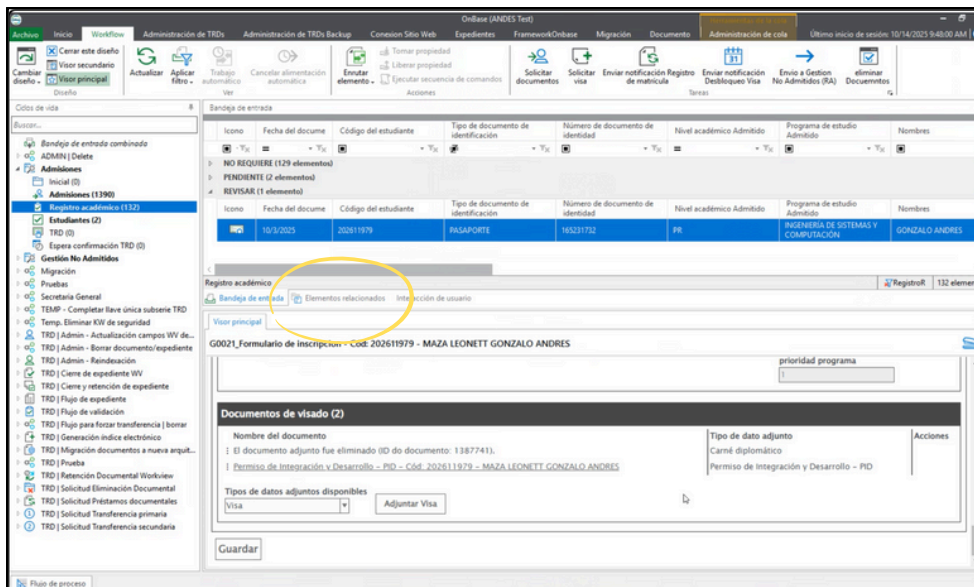 OnBase (ANDES Test)
Archivo Inicio Workflow Administración de TRDs Administración de TRDs Backup Conexion Sitio Web Expedientes FrameworkOnbase Migración Documento Administración de cola Último inicio de sesión: 10/14/2025 9:48:00 AM
Cambiar diseño
Cerrar este diseño
Visor secundario
Visor principal
Diseño
Actualizar
Aplicar filtro
Trabajo automático
Cancelar alimentación automática
Ver
Enrutar elemento
Tomar propiedad
Liberar propiedad
Ejecutar secuencia de comandos
Acciones
Solicitar documentos
Solicitar visa
Enviar notificación Registro de matrícula
Enviar notificación Desbloqueo Visa
Envio a Gestion No Admitidos (RA)
eliminar Docuemntos
Tareas
Ciclos de vida
Buscar...
Bandeja de entrada combinada
ADMIN | Delete
Admisiones
Inicial (0)
Admisiones (1390)
Registro académico (132)
Estudiantes (2)
TRD (0)
Espera confirmación TRD (0)
Gestión No Admitidos
Migración
Pruebas
Secretaria General
TEMP - Completar llave única subserie TRD
Temp. Eliminar KW de seguridad
TRD | Admin - Actualización campos WV de...
TRD | Admin - Borrar documento/expediente
TRD | Admin - Reindexación
TRD | Cierre de expediente WV
TRD | Cierre y retención de expediente
TRD | Flujo de expediente
TRD | Flujo de validación
TRD | Flujo para forzar transferencia | borrar
TRD | Generación índice electrónico
TRD | Migración documentos a nueva arquit...
TRD | Prueba
TRD | Retención Documental Workview
TRD | Solicitud Eliminación Documental
TRD | Solicitud Préstamos documentales
TRD | Solicitud Transferencia primaria
TRD | Solicitud Transferencia secundaria
Flujo de proceso
Bandeja de entrada
Icono Fecha del docume Código del estudiante Tipo de documento de identificación Número de documento de identidad Nivel académico Admitido Programa de estudio Admitido Nombres
NO REQUIERE (129 elementos)
PENDIENTE (2 elementos)
REVISAR (1 elemento)
Icono Fecha del docume Código del estudiante Tipo de documento de identificación Número de documento de identidad Nivel académico Admitido Programa de estudio Admitido Nombres
10/3/2025 202611979 PASAPORTE 165231732 PR INGENIERÍA DE SISTEMAS Y COMPUTACIÓN GONZALO ANDRES
Registro académico RegistroR 132 elemen
Bandeja de entrada Elementos relacionados Interacción de usuario
Visor principal
G0021_Formulario de inscripción - Cód: 202611979 - MAZA LEONETT GONZALO ANDRES
prioridad programa
1
Documentos de visado (2)
Nombre del documento Tipo de dato adjunto Acciones
El documento adjunto fue eliminado (ID do documento: 1387741). Carné diplomático
Permiso de Integración y Desarrollo - PID - Cód: 202611979 - MAZA LEONETT GONZALO ANDRES Permiso de Integración y Desarrollo - PID
Tipos de datos adjuntos disponibles
Visa
Adjuntar Visa
Guardar